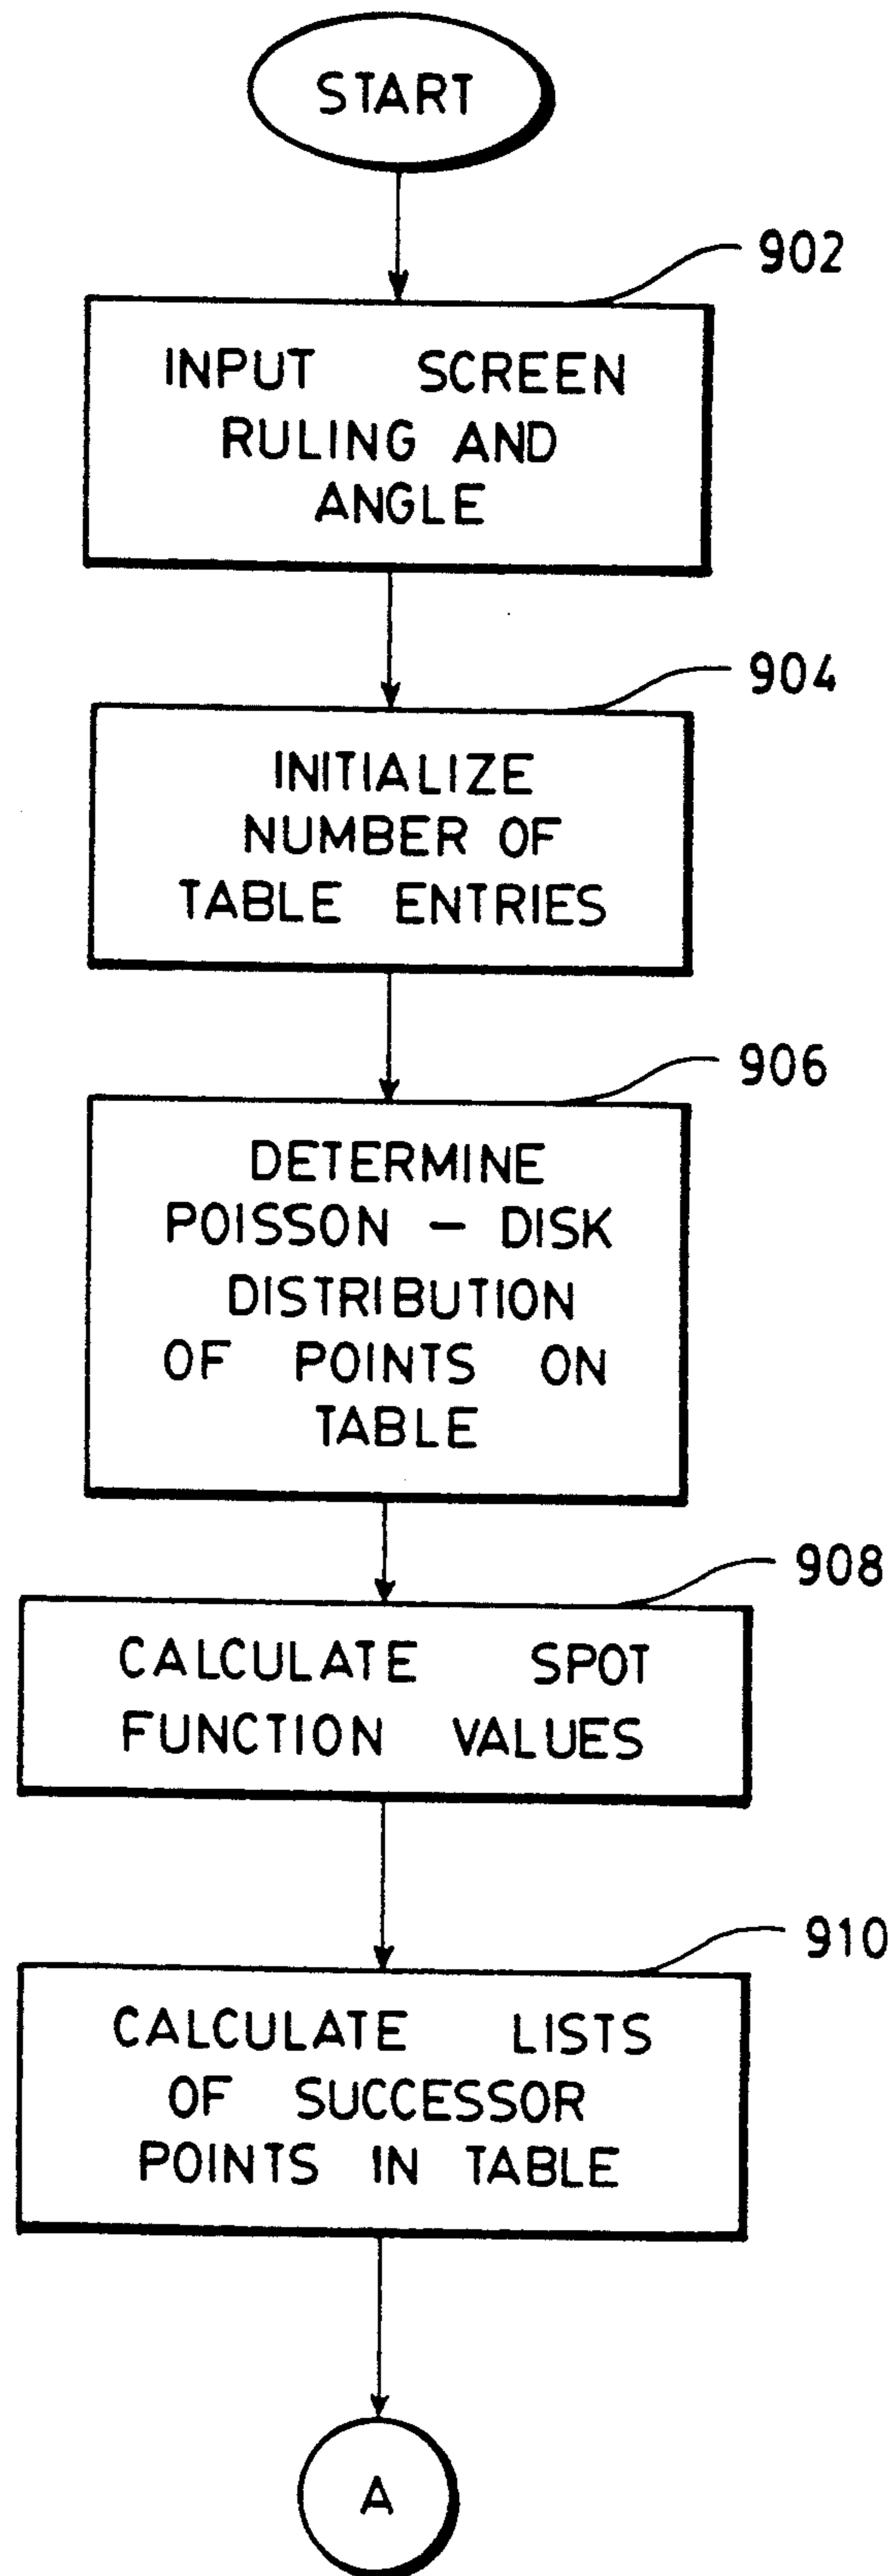 START
902
INPUT SCREEN
RULING AND
ANGLE
904
INITIALIZE
NUMBER OF
TABLE ENTRIES
906
DETERMINE
POISSON - DISK
DISTRIBUTION
OF POINTS ON
TABLE
908
CALCULATE SPOT
FUNCTION VALUES
910
CALCULATE LISTS
OF SUCCESSOR
POINTS IN TABLE
A